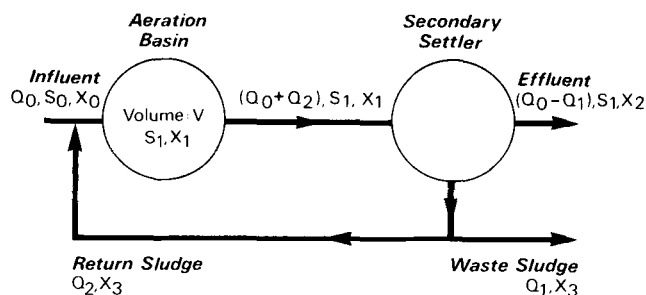 Aeration
Basin
Secondary
Settler
Influent
Q₀, S₀, X₀
Volume: V
S₁, X₁
(Q₀+Q₂), S₁, X₁
Effluent
(Q₀−Q₁), S₁, X₂
Return Sludge
Q₂, X₃
Waste Sludge
Q₁, X₃